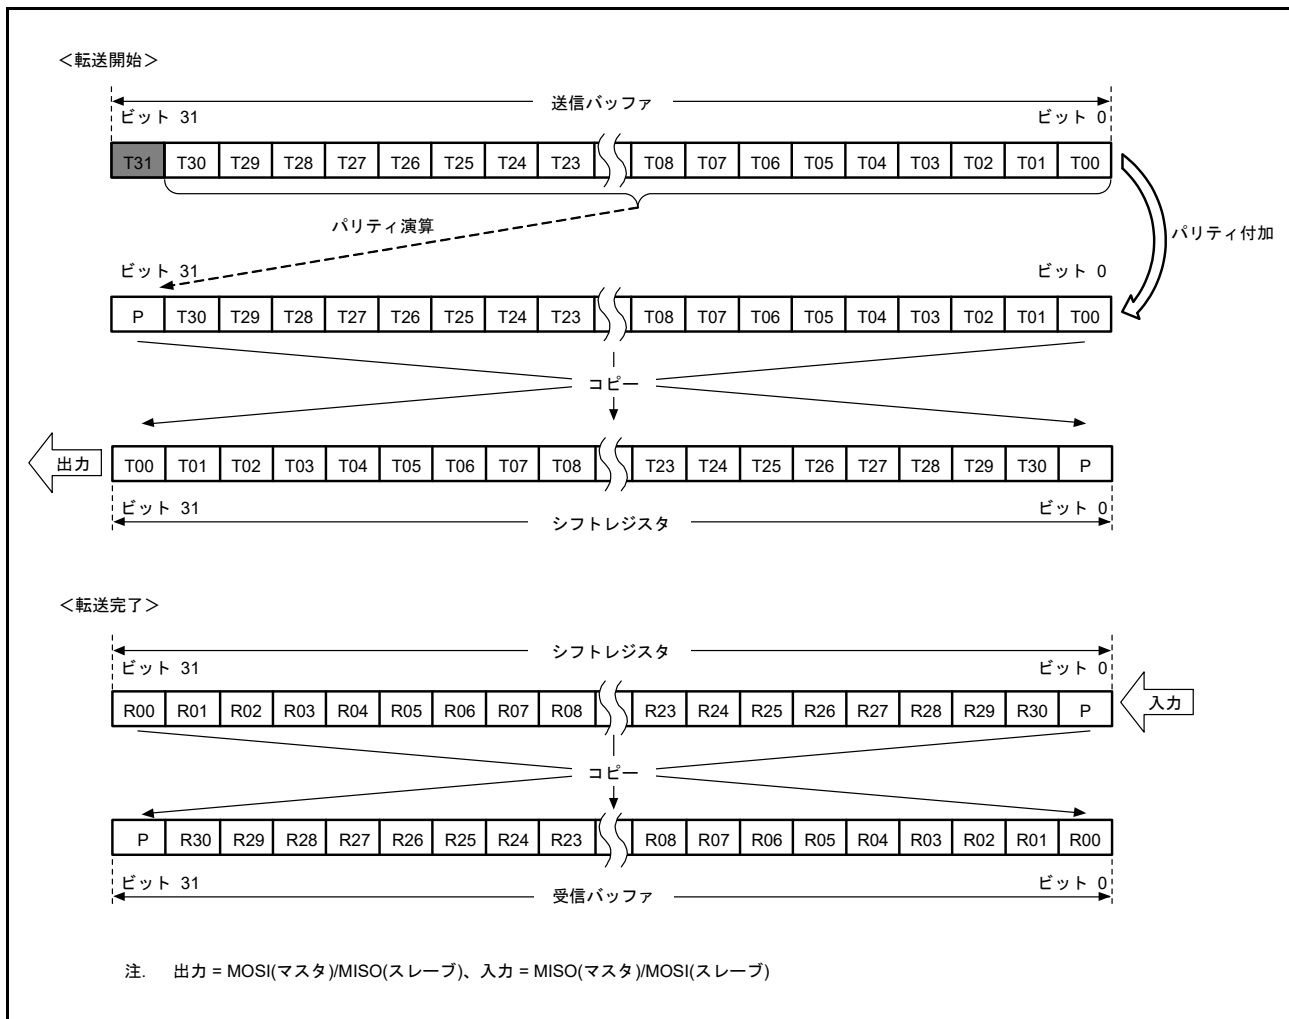 <転送開始>
送信バッファ
ビット 31 ビット 0
T31 T30 T29 T28 T27 T26 T25 T24 T23 T08 T07 T06 T05 T04 T03 T02 T01 T00
パリティ演算 パリティ付加
ビット 31 ビット 0
P T30 T29 T28 T27 T26 T25 T24 T23 T08 T07 T06 T05 T04 T03 T02 T01 T00
コピー
出力 T00 T01 T02 T03 T04 T05 T06 T07 T08 T23 T24 T25 T26 T27 T28 T29 T30 P
ビット 31 ビット 0
シフトレジスタ
<転送完了>
シフトレジスタ
ビット 31 ビット 0
R00 R01 R02 R03 R04 R05 R06 R07 R08 R23 R24 R25 R26 R27 R28 R29 R30 P 入力
コピー
P R30 R29 R28 R27 R26 R25 R24 R23 R08 R07 R06 R05 R04 R03 R02 R01 R00
ビット 31 ビット 0
受信バッファ
注. 出力 = MOSI(マスタ)/MISO(スレーブ)、入力 = MISO(マスタ)/MOSI(スレーブ)